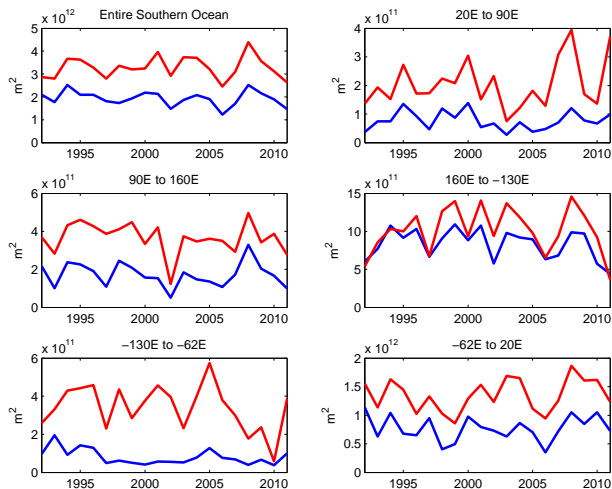 Entire Southern Ocean
x 10^12
m^2
5
4
3
2
1
0
1995 2000 2005 2010
20E to 90E
x 10^11
m^2
4
3
2
1
0
1995 2000 2005 2010
90E to 160E
x 10^11
m^2
6
4
2
0
1995 2000 2005 2010
160E to −130E
x 10^11
m^2
15
10
5
0
1995 2000 2005 2010
−130E to −62E
x 10^11
m^2
6
4
2
0
1995 2000 2005 2010
−62E to 20E
x 10^12
m^2
2
1.5
1
0.5
0
1995 2000 2005 2010